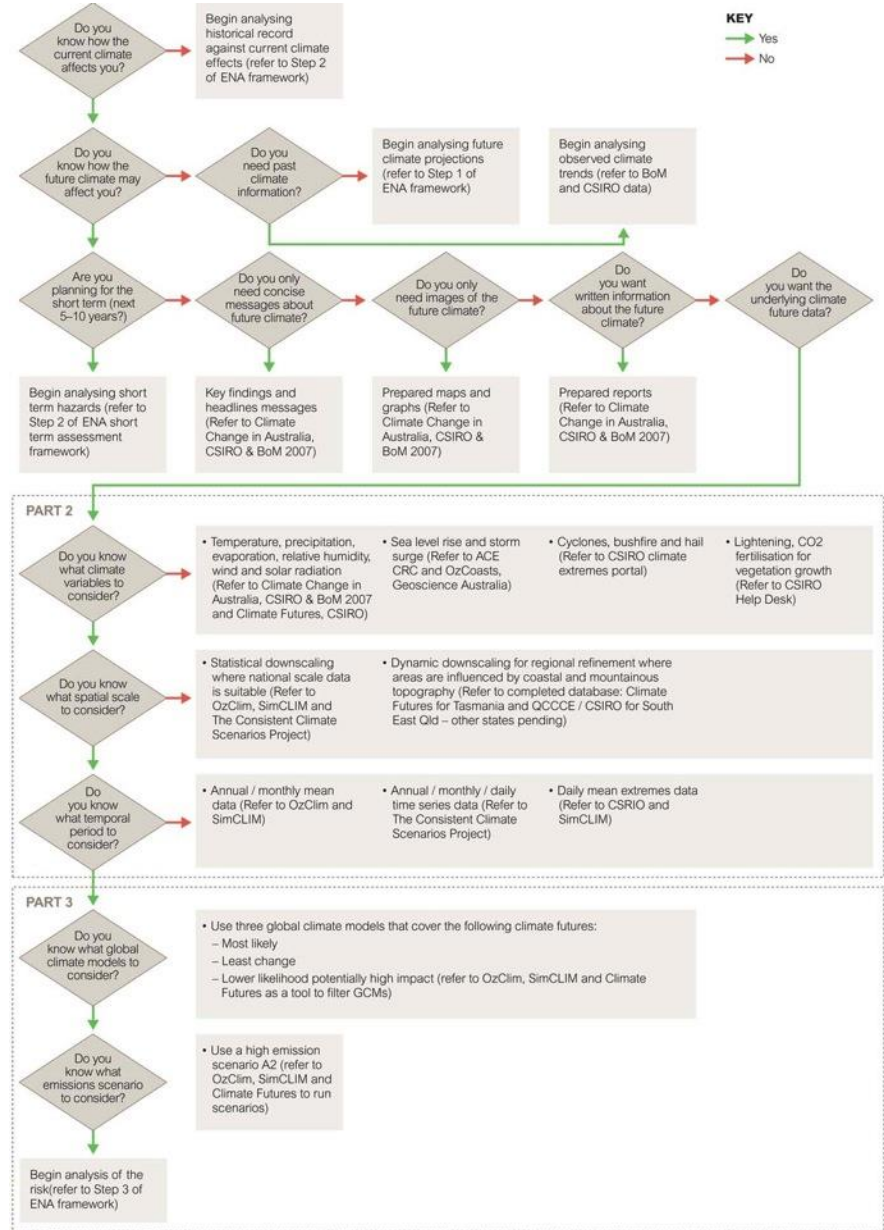 Do you
know how the
current climate
affects you?
Begin analysing
historical record
against current climate
effects (refer to Step 2
of ENA framework)
KEY
Yes
No
Do you
know how the
future climate may
affect you?
Do you
need past
climate
information?
Begin analysing future
climate projections
(refer to Step 1 of
ENA framework)
Begin analysing
observed climate
trends (refer to BoM
and CSIRO data)
Are you
planning for the
short term (next
5–10 years?)
Do you only
need concise
messages about
future climate?
Do you only
need images of the
future climate?
Do
you want
written information
about the future
climate?
Do
you want the
underlying climate
future data?
Begin analysing short
term hazards (refer to
Step 2 of ENA short
term assessment
framework)
Key findings and
headlines messages
(Refer to Climate
Change in Australia,
CSIRO & BoM 2007)
Prepared maps and
graphs (Refer to
Climate Change in
Australia, CSIRO &
BoM 2007)
Prepared reports
(Refer to Climate
Change in Australia,
CSIRO & BoM 2007)
PART 2
Do you know
what climate
variables to
consider?
• Temperature, precipitation,
evaporation, relative humidity,
wind and solar radiation
(Refer to Climate Change in
Australia, CSIRO & BoM 2007
and Climate Futures, CSIRO)
• Sea level rise and storm
surge (Refer to ACE
CRC and OzCoasts,
Geoscience Australia)
• Cyclones, bushfire and hail
(Refer to CSIRO climate
extremes portal)
• Lightening, CO2
fertilisation for
vegetation growth
(Refer to CSIRO
Help Desk)
Do you know
what spatial scale
to consider?
• Statistical downscaling
where national scale data
is suitable (Refer to
OzClim, SimCLIM and
The Consistent Climate
Scenarios Project)
• Dynamic downscaling for regional refinement where
areas are influenced by coastal and mountainous
topography (Refer to completed database: Climate
Futures for Tasmania and QCCCE / CSIRO for South
East Qld – other states pending)
Do
you know
what temporal
period to
consider?
• Annual / monthly mean
data (Refer to OzClim and
SimCLIM)
• Annual / monthly / daily
time series data (Refer to
The Consistent Climate
Scenarios Project)
• Daily mean extremes data
(Refer to CSRIO and
SimCLIM)
PART 3
Do you
know what global
climate models to
consider?
• Use three global climate models that cover the following climate futures:
– Most likely
– Least change
– Lower likelihood potentially high impact (refer to OzClim, SimCLIM and Climate
Futures as a tool to filter GCMs)
Do you
know what
emissions scenario
to consider?
• Use a high emission
scenario A2 (refer to
OzClim, SimCLIM and
Climate Futures to run
scenarios)
Begin analysis of the
risk(refer to Step 3 of
ENA framework)